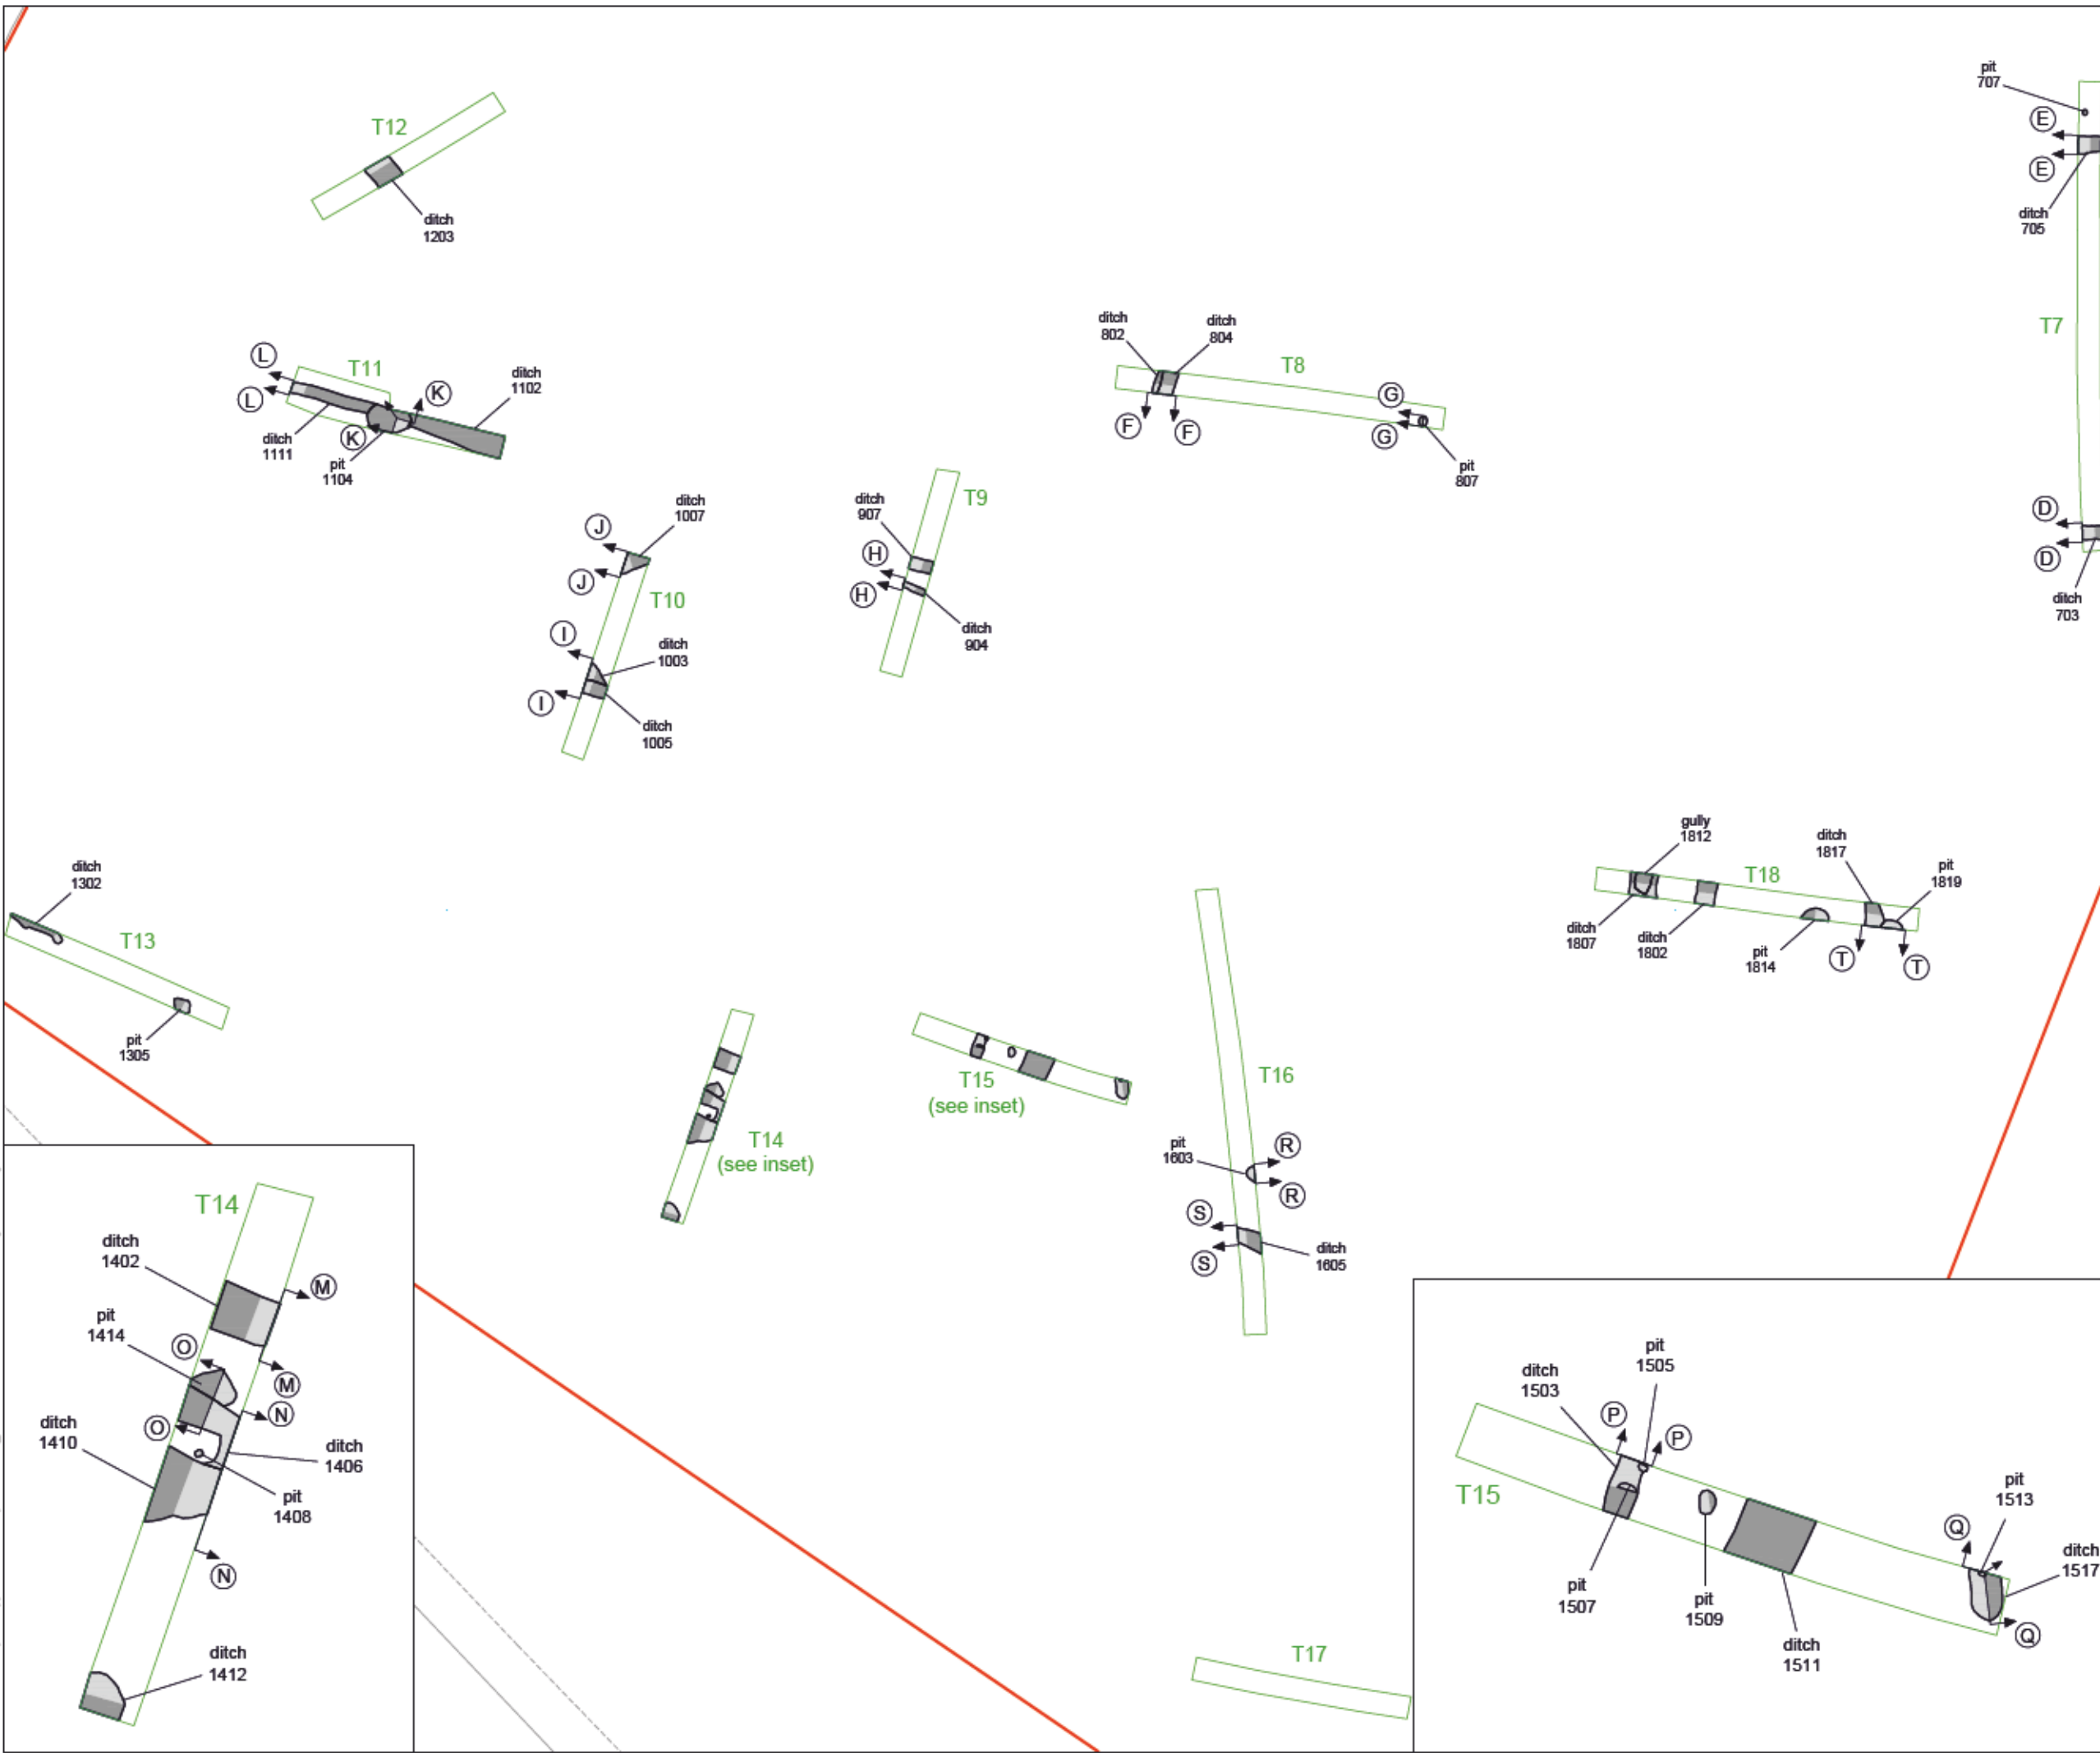 pit
707
E
E
ditch
705
T7
D
D
ditch
703
T12
ditch
1203
ditch
802
ditch
804
T8
G
G
F
F
pit
807
L
L
T11
K
K
ditch
1102
ditch
1111
pit
1104
ditch
907
T9
H
H
ditch
904
ditch
1007
J
J
T10
I
I
ditch
1003
ditch
1005
gully
1812
T18
ditch
1817
pit
1819
ditch
1807
ditch
1802
pit
1814
T
T
ditch
1302
T13
pit
1305
T14
(see inset)
T15
(see inset)
T16
pit
1603
R
R
S
S
ditch
1605
T17
T14
ditch
1402
M
M
pit
1414
O
O
N
N
ditch
1410
ditch
1406
pit
1408
ditch
1412
T15
ditch
1503
pit
1505
P
P
pit
1507
pit
1509
ditch
1511
pit
1513
Q
Q
ditch
1517